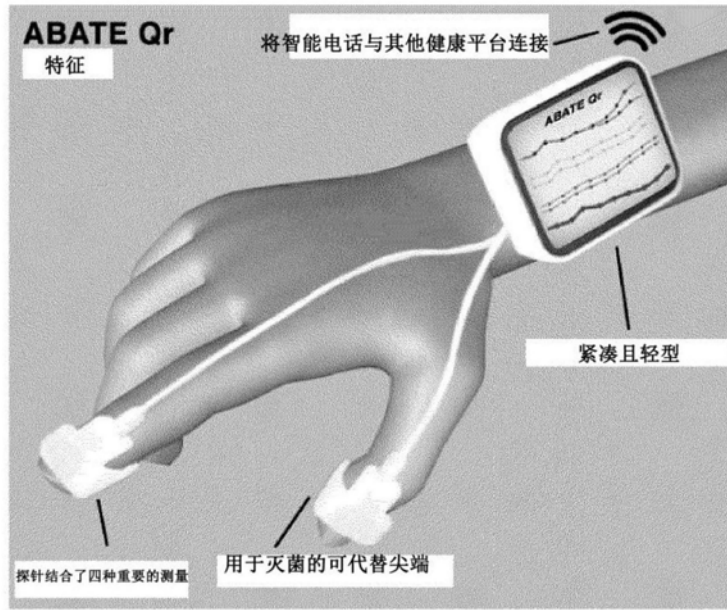 ABATE Qr
特征
将智能电话与其他健康平台连接
ABATE Qr
紧凑且轻型
探针结合了四种重要的测量
用于灭菌的可代替尖端